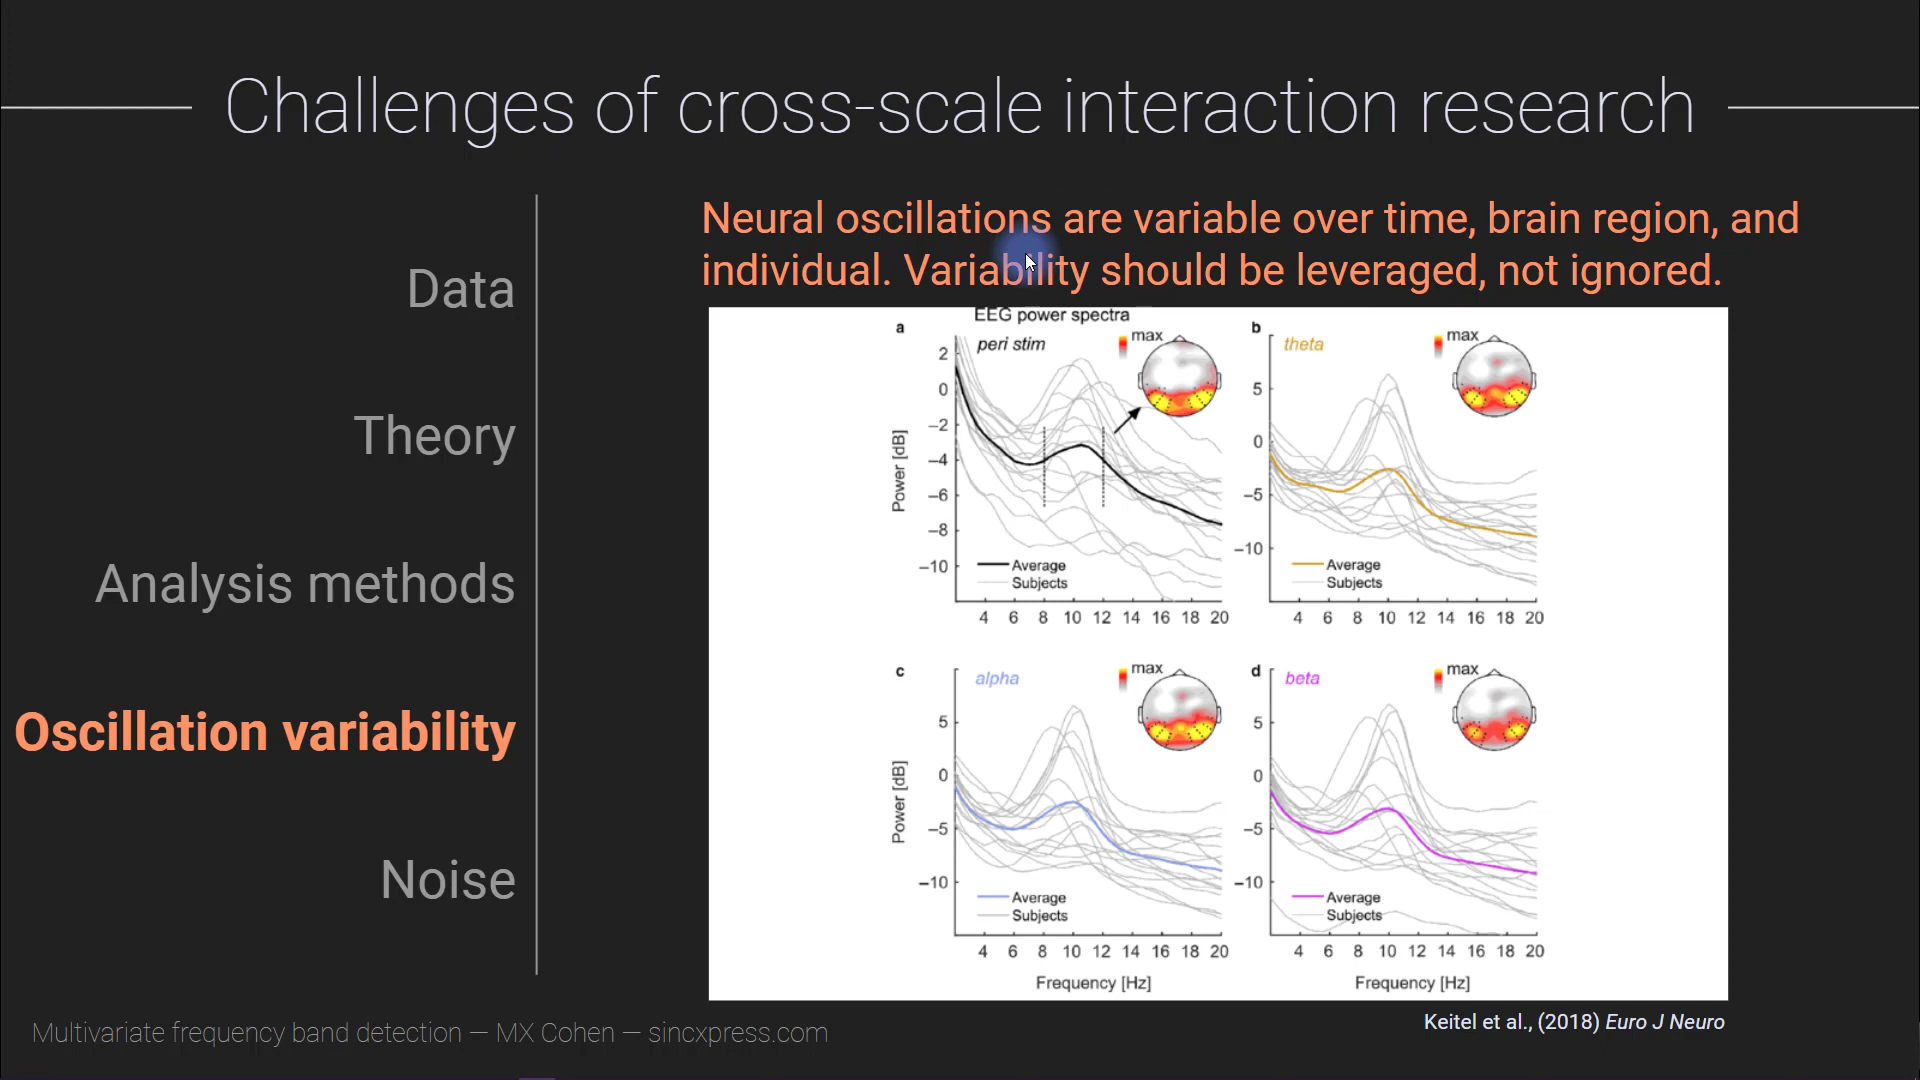 Challenges of cross-scale interaction research
Data
Theory
Analysis methods
Oscillation variability
Noise
Neural oscillations are variable over time, brain region, and
individual. Variability should be leveraged, not ignored.
EEG power spectra
a
peri stim
max
2
0
−2
−4
−6
−8
−10
Power [dB]
Average
Subjects
4 6 8 10 12 14 16 18 20
b
theta
max
5
0
−5
−10
Average
Subjects
4 6 8 10 12 14 16 18 20
c
alpha
max
5
0
−5
−10
Power [dB]
Average
Subjects
4 6 8 10 12 14 16 18 20
Frequency [Hz]
d
beta
max
5
0
−5
−10
Average
Subjects
4 6 8 10 12 14 16 18 20
Frequency [Hz]
Keitel et al., (2018) Euro J Neuro
Multivariate frequency band detection — MX Cohen — sincxpress.com